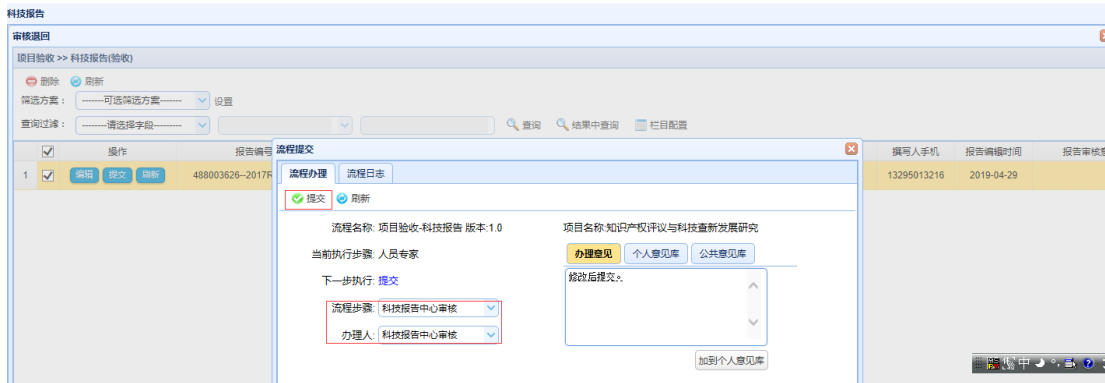 科技报告
审核退回
项目验收 >> 科技报告(验收)
删除 刷新
筛选方案： -------可选筛选方案------- 设置
查询过滤： --------请选择字段--------- 查询 结果中查询 栏目配置
操作 报告编号 撰写人手机 报告编辑时间 报告审核意
1 编辑 提交 刷新 488003626--2017R 13295013216 2019-04-29
流程提交
流程办理 流程日志
提交 刷新
流程名称: 项目验收-科技报告 版本:1.0 项目名称:知识产权评议与科技查新发展研究
当前执行步骤: 人员专家 办理意见 个人意见库 公共意见库
下一步执行: 提交 修改后提交。
流程步骤: 科技报告中心审核
办理人: 科技报告中心审核
加到个人意见库
中